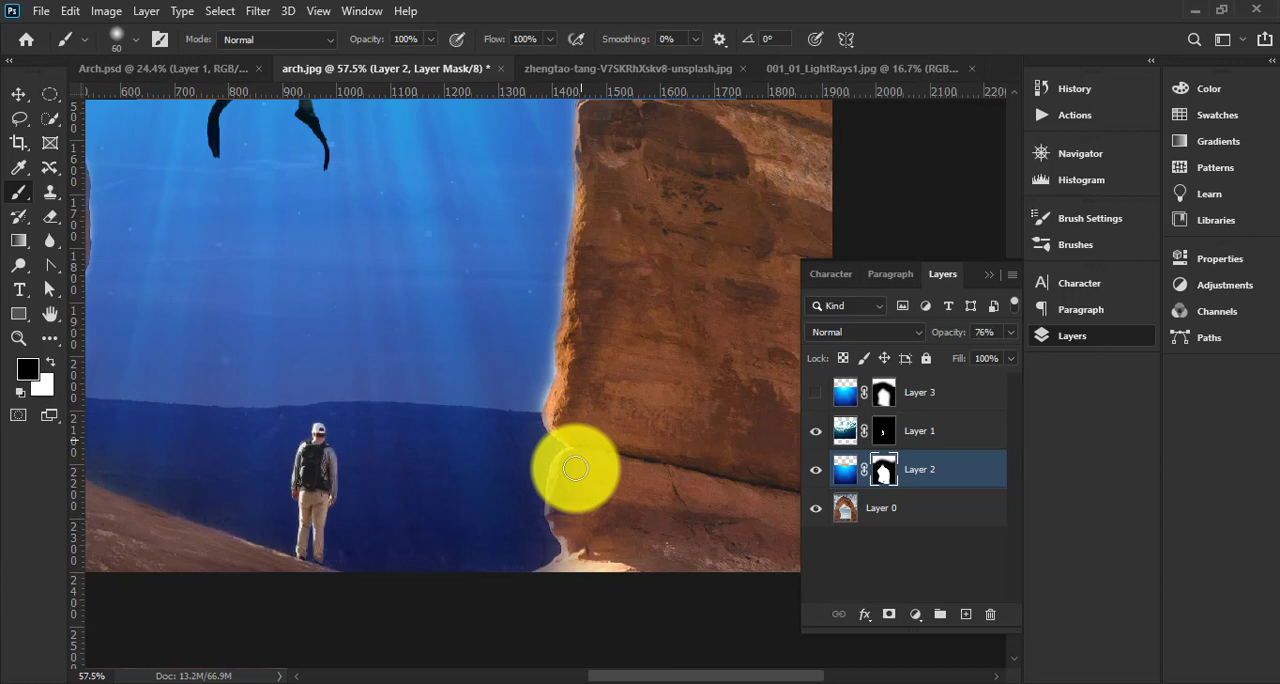 Ps File Edit Image Layer Type Select Filter 3D View Window Help
60 Mode: Normal Opacity: 100% Flow: 100% Smoothing: 0% 0°
Arch.psd @ 24.4% (Layer 1, RGB/... × arch.jpg @ 57.5% (Layer 2, Layer Mask/8) * × zhengtao-tang-V7SKRhXskv8-unsplash.jpg × 001_01_LightRays1.jpg @ 16.7% (RGB... ×
600 700 800 900 1000 1100 1200 1300 1400 1500 1600 1700 1800 1900 2000 2100 2200
History
Actions
Navigator
Histogram
Brush Settings
Brushes
Character
Paragraph
Layers
Color
Swatches
Gradients
Patterns
Learn
Libraries
Properties
Adjustments
Channels
Paths
Character Paragraph Layers
Kind
Normal Opacity: 76%
Lock: Fill: 100%
Layer 3
Layer 1
Layer 2
Layer 0
57.5% Doc: 13.2M/66.9M